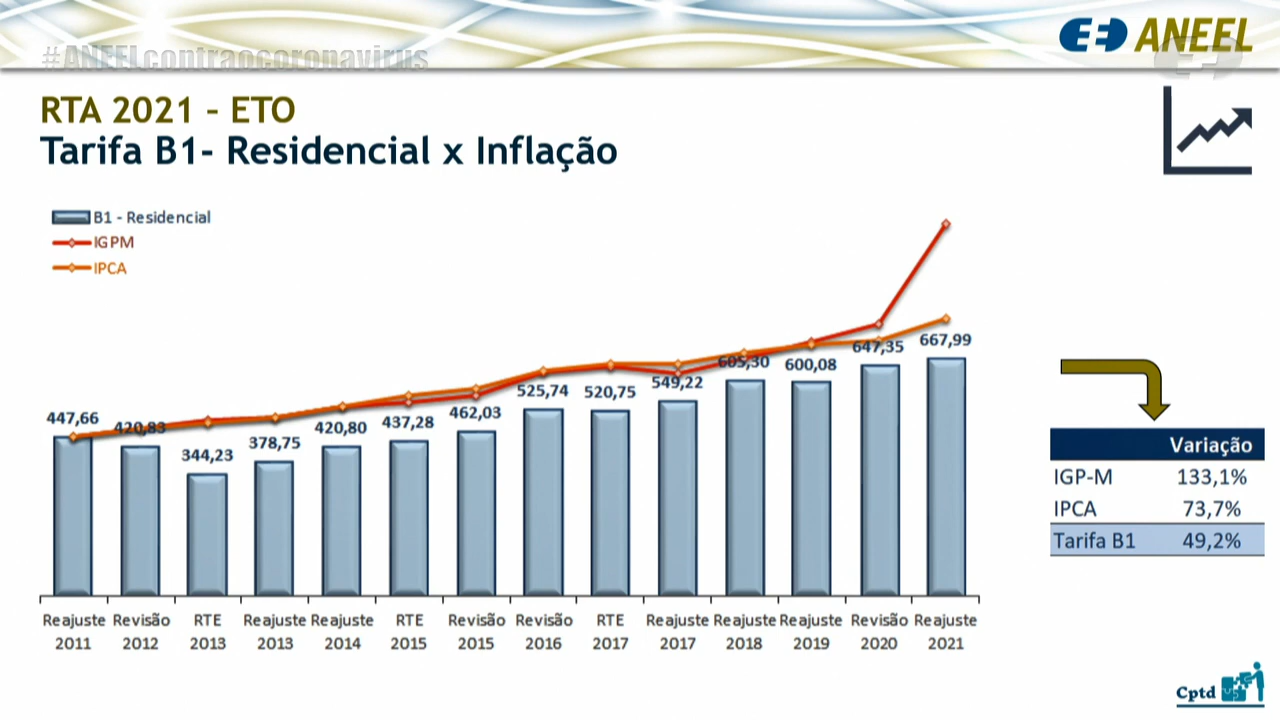 #ANEELcontraocoronavirus
ANEEL
RTA 2021 – ETO
Tarifa B1- Residencial x Inflação
B1 - Residencial
IGPM
IPCA
447,66
420,83
344,23
378,75
420,80
437,28
462,03
525,74
520,75
549,22
605,30
600,08
647,35
667,99
Reajuste 2011
Revisão 2012
RTE 2013
Reajuste 2013
Reajuste 2014
RTE 2015
Revisão 2015
Revisão 2016
RTE 2017
Reajuste 2017
Reajuste 2018
Reajuste 2019
Revisão 2020
Reajuste 2021
Variação
IGP-M 133,1%
IPCA 73,7%
Tarifa B1 49,2%
Cptd